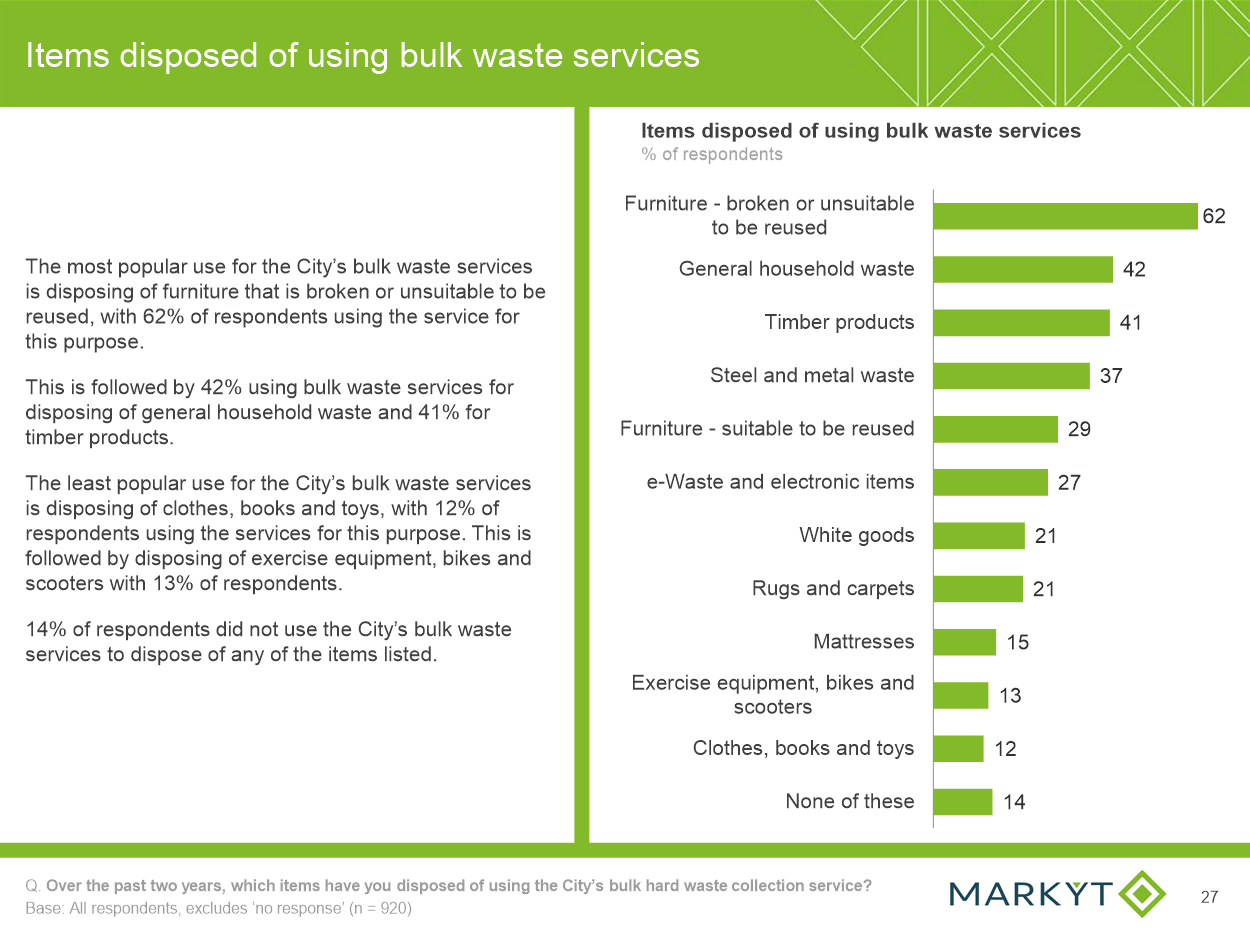 Items disposed of using bulk waste services
The most popular use for the City’s bulk waste services
is disposing of furniture that is broken or unsuitable to be
reused, with 62% of respondents using the service for
this purpose.
This is followed by 42% using bulk waste services for
disposing of general household waste and 41% for
timber products.
The least popular use for the City’s bulk waste services
is disposing of clothes, books and toys, with 12% of
respondents using the services for this purpose. This is
followed by disposing of exercise equipment, bikes and
scooters with 13% of respondents.
14% of respondents did not use the City’s bulk waste
services to dispose of any of the items listed.
Items disposed of using bulk waste services
% of respondents
Furniture - broken or unsuitable
to be reused
62
General household waste 42
Timber products 41
Steel and metal waste 37
Furniture - suitable to be reused 29
e-Waste and electronic items 27
White goods 21
Rugs and carpets 21
Mattresses 15
Exercise equipment, bikes and
scooters
13
Clothes, books and toys 12
None of these 14
Q. Over the past two years, which items have you disposed of using the City’s bulk hard waste collection service?
Base: All respondents, excludes ‘no response’ (n = 920)
MARKYT
27